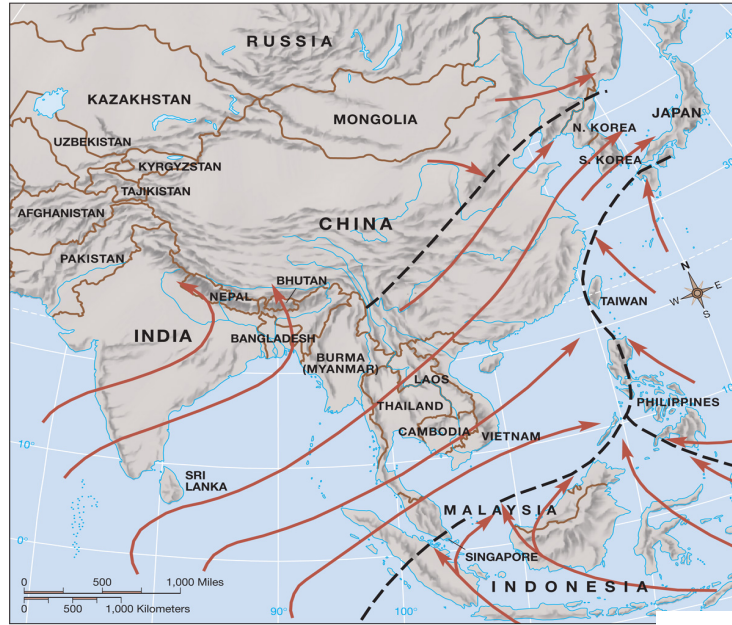 RUSSIA
KAZAKHSTAN
MONGOLIA
JAPAN
N. KOREA
UZBEKISTAN
KYRGYZSTAN
S. KOREA
TAJIKISTAN
AFGHANISTAN
CHINA
PAKISTAN
N
E
W
S
BHUTAN
NEPAL
TAIWAN
INDIA
BANGLADESH
BURMA
(MYANMAR)
LAOS
THAILAND
PHILIPPINES
CAMBODIA
VIETNAM
10°
SRI
LANKA
MALAYSIA
0°
SINGAPORE
INDONESIA
0 500 1,000 Miles
0 500 1,000 Kilometers
90°
100°